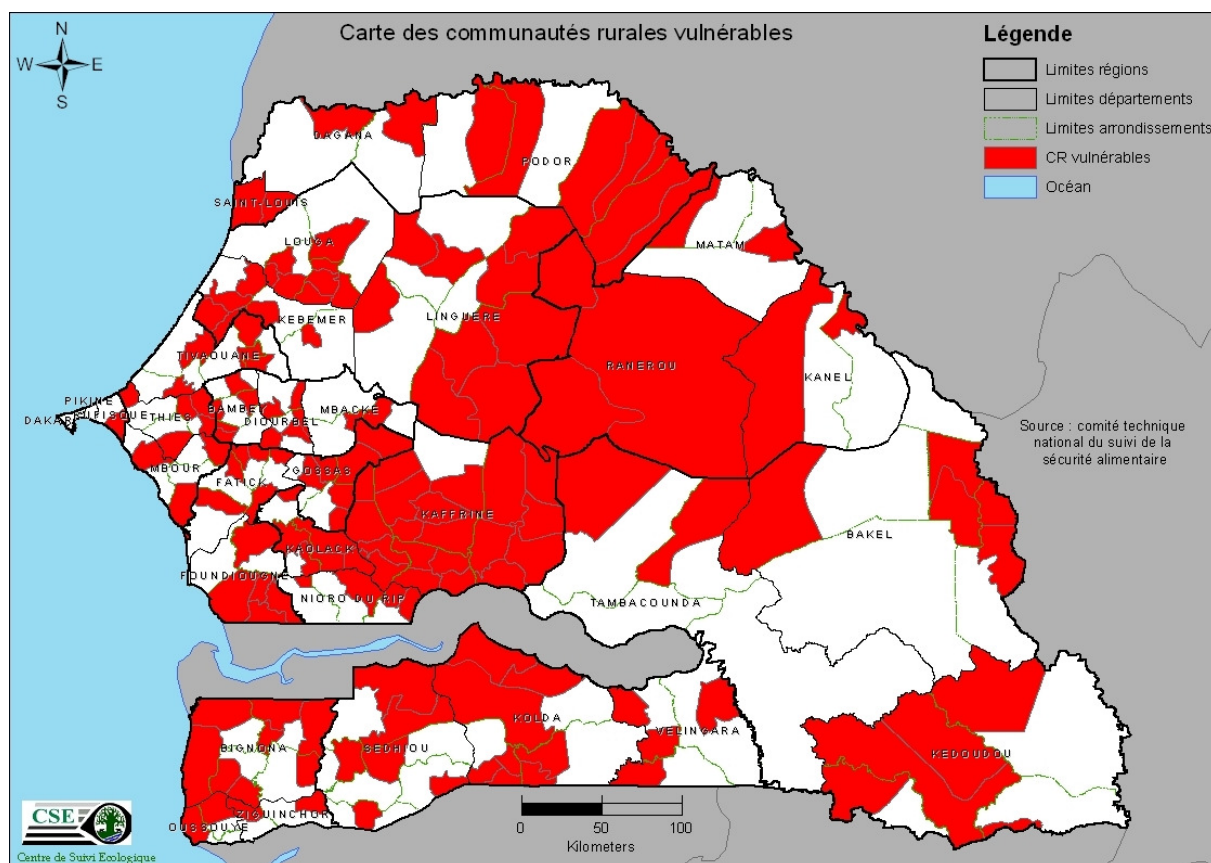 Carte des communautés rurales vulnérables
N
W E
S
Légende
Limites régions
Limites départements
Limites arrondissements
CR vulnérables
Océan
DAGANA
PODOR
SAINT-LOUIS
LOUGA
MATAM
KEBEMER
LINGUERE
TIVAOUANE
RANEROU
KANEL
PIKINE
DAKAR
RUFISQUE
THIES
BAMBEY
DIOURBEL
MBACKE
Source : comité technique
national du suivi de la
sécurité alimentaire
MBOUR
FATICK
GOSSAS
KAFFRINE
KAOLACK
BAKEL
FOUNDIOUGNE
NIORO DU RIP
TAMBACOUNDA
KOLDA
VELINGARA
BIGNONA
SEDHIOU
KEDOUDOU
OUSSOUYE
ZIGUINCHOR
0 50 100
Kilometers
CSE
Centre de Suivi Ecologique